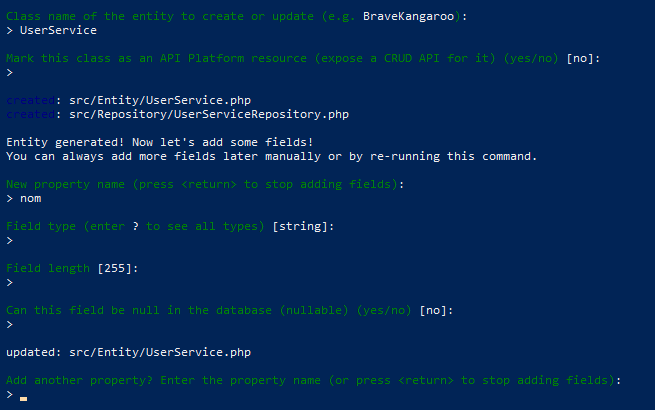 Class name of the entity to create or update (e.g. BraveKangaroo):
> UserService
Mark this class as an API Platform resource (expose a CRUD API for it) (yes/no) [no]:
>
created: src/Entity/UserService.php
created: src/Repository/UserServiceRepository.php
Entity generated! Now let's add some fields!
You can always add more fields later manually or by re-running this command.
New property name (press <return> to stop adding fields):
> nom
Field type (enter ? to see all types) [string]:
>
Field length [255]:
>
Can this field be null in the database (nullable) (yes/no) [no]:
>
updated: src/Entity/UserService.php
Add another property? Enter the property name (or press <return> to stop adding fields):
>